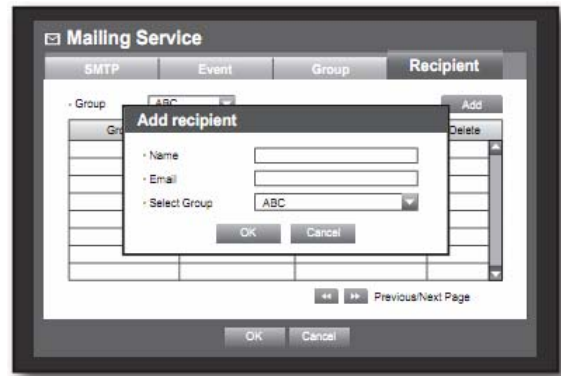 Mailing Service
SMTP Event Group Recipient
· Group ABC Add
Delete
Add recipient
· Name
· Email
· Select Group ABC
OK Cancel
Previous/Next Page
OK Cancel